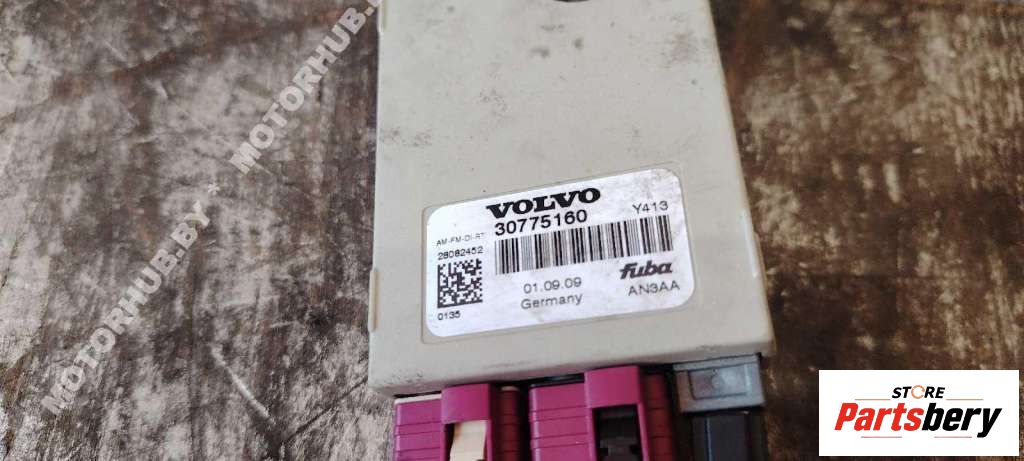 MOTORHUB.BY * MOTORHUB.BY
VOLVO
30775160 Y413
AM-FM-DI-RT
28082452
01.09.09 fuba
Germany AN3AA
0135
STORE
Partsbery